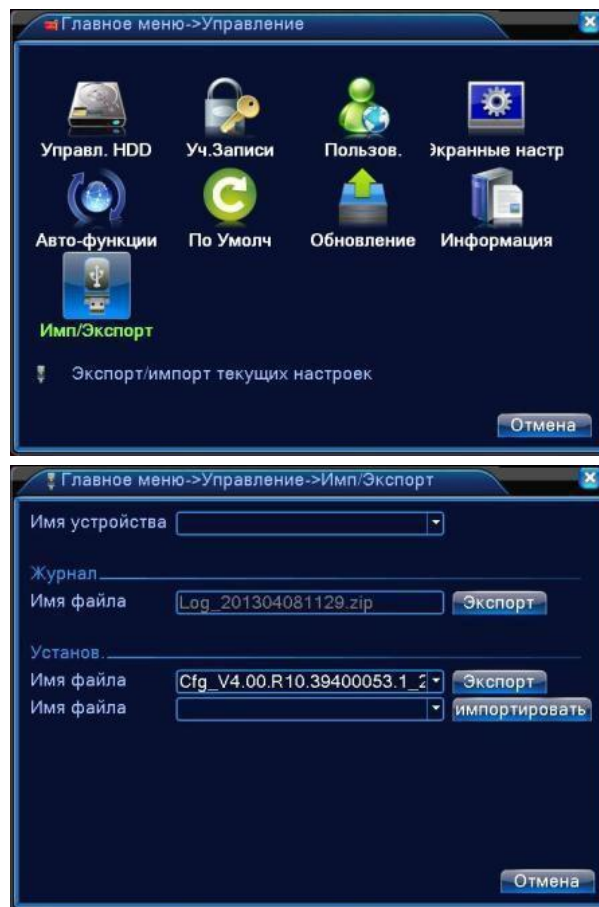 Главное меню->Управление
Управл. HDD Уч.Записи Пользов. Экранные настр
Авто-функции По Умолч Обновление Информация
Имп/Экспорт
Экспорт/импорт текущих настроек
Отмена
Главное меню->Управление->Имп/Экспорт
Имя устройства
Журнал
Имя файла Log_201304081129.zip Экспорт
Установ.
Имя файла Cfg_V4.00.R10.39400053.1_2 Экспорт
Имя файла импортировать
Отмена